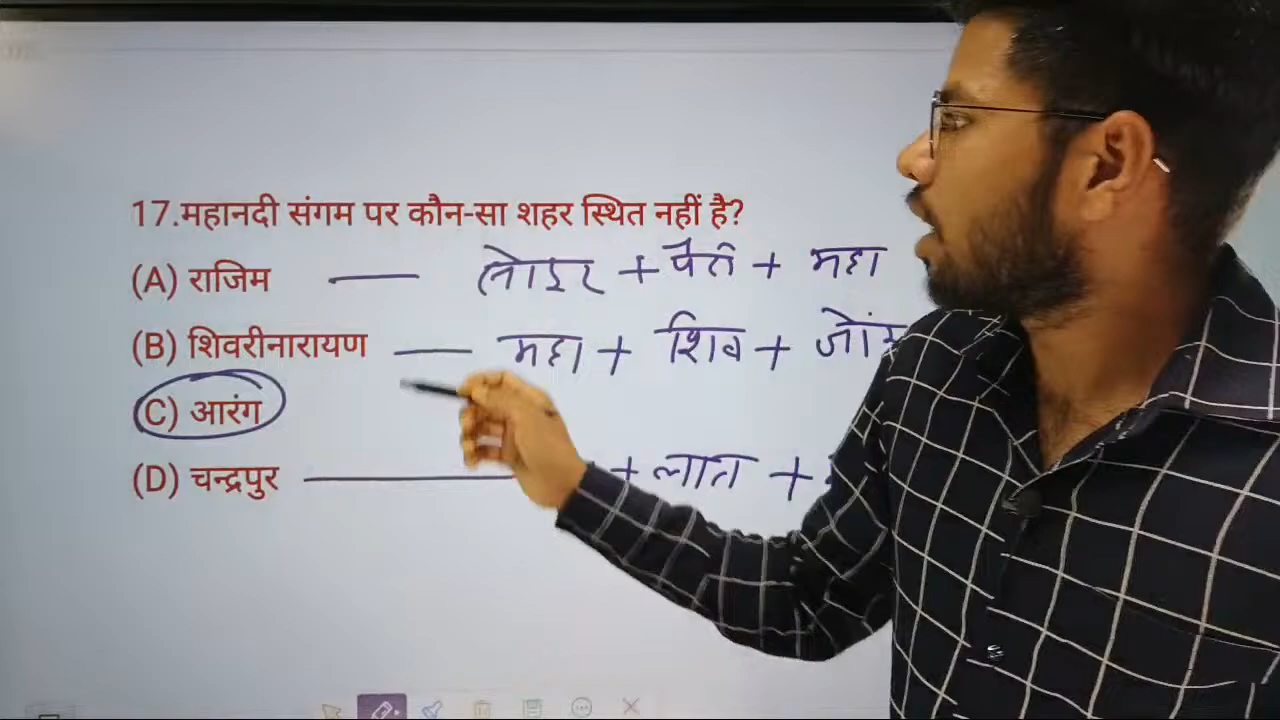 17.महानदी संगम पर कौन-सा शहर स्थित नहीं है?
(A) राजिम — सोंढूर + पैरी + महा
(B) शिवरीनारायण — महा + शिव + जों
(C) आरंग
(D) चन्द्रपुर — + लात +